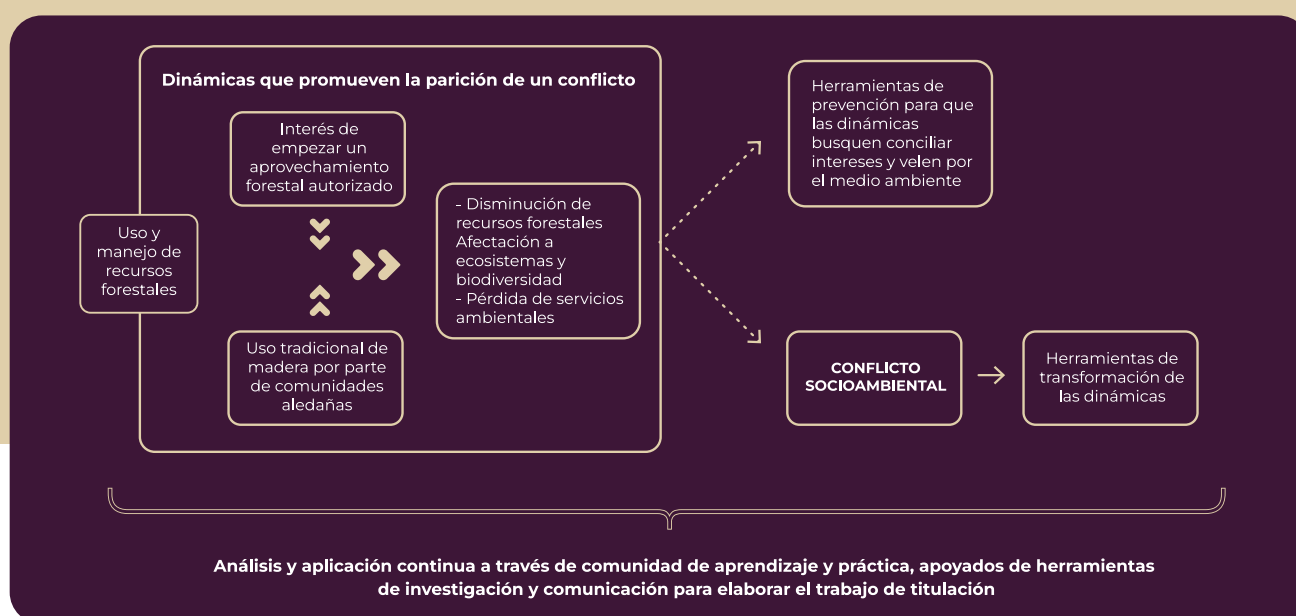 Dinámicas que promueven la parición de un conflicto
Uso y
manejo de
recursos
forestales
Interés de
empezar un
aprovechamiento
forestal autorizado
Uso tradicional de
madera por parte
de comunidades
aledañas
- Disminución de
recursos forestales
Afectación a
ecosistemas y
biodiversidad
- Pérdida de servicios
ambientales
Herramientas de
prevención para que
las dinámicas
busquen conciliar
intereses y velen por
el medio ambiente
CONFLICTO
SOCIOAMBIENTAL
Herramientas de
transformación de
las dinámicas
Análisis y aplicación continua a través de comunidad de aprendizaje y práctica, apoyados de herramientas
de investigación y comunicación para elaborar el trabajo de titulación